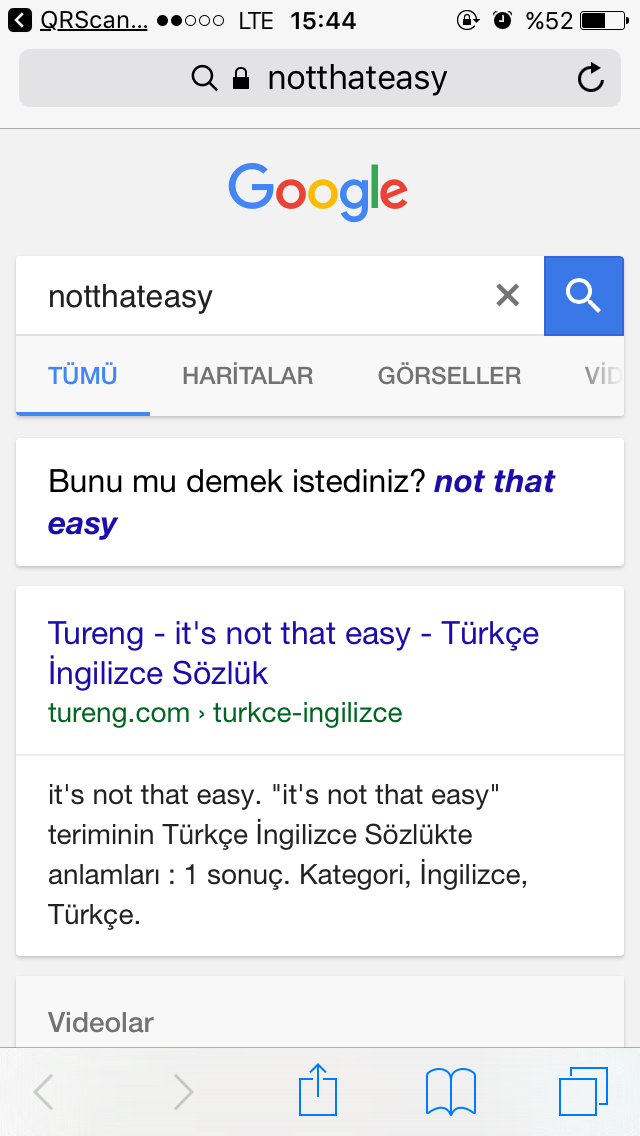 QRScan... LTE 15:44 %52
notthateasy
Google
notthateasy
TÜMÜ HARİTALAR GÖRSELLER VİD
Bunu mu demek istediniz? not that
easy
Tureng - it's not that easy - Türkçe
İngilizce Sözlük
tureng.com › turkce-ingilizce
it's not that easy. "it's not that easy"
teriminin Türkçe İngilizce Sözlükte
anlamları : 1 sonuç. Kategori, İngilizce,
Türkçe.
Videolar